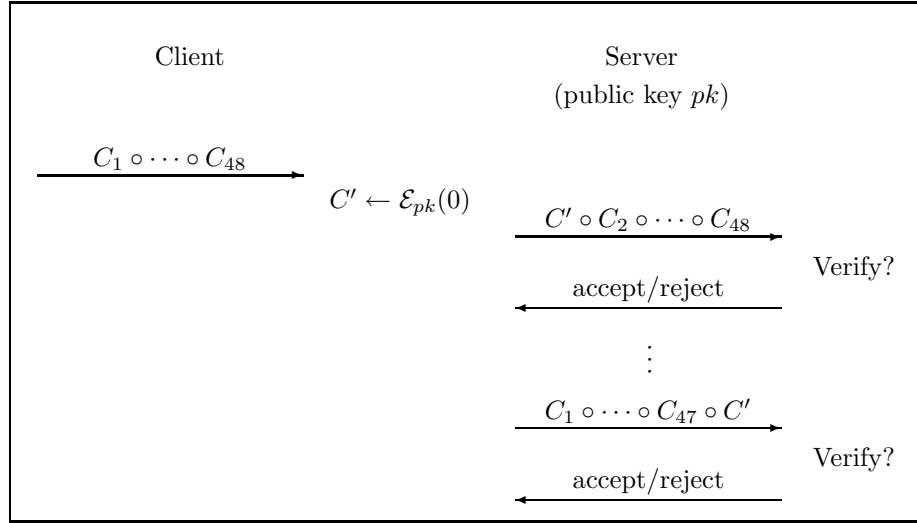 Client Server
(public key pk)
C₁ ∘ ⋯ ∘ C₄₈
C′ ← ℰ_pk(0)
C′ ∘ C₂ ∘ ⋯ ∘ C₄₈
Verify?
accept/reject
⋮
C₁ ∘ ⋯ ∘ C₄₇ ∘ C′
Verify?
accept/reject